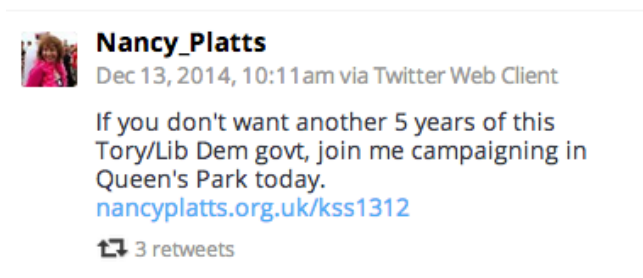 Nancy_Platts
Dec 13, 2014, 10:11am via Twitter Web Client
If you don't want another 5 years of this
Tory/Lib Dem govt, join me campaigning in
Queen's Park today.
nancyplatts.org.uk/kss1312
3 retweets